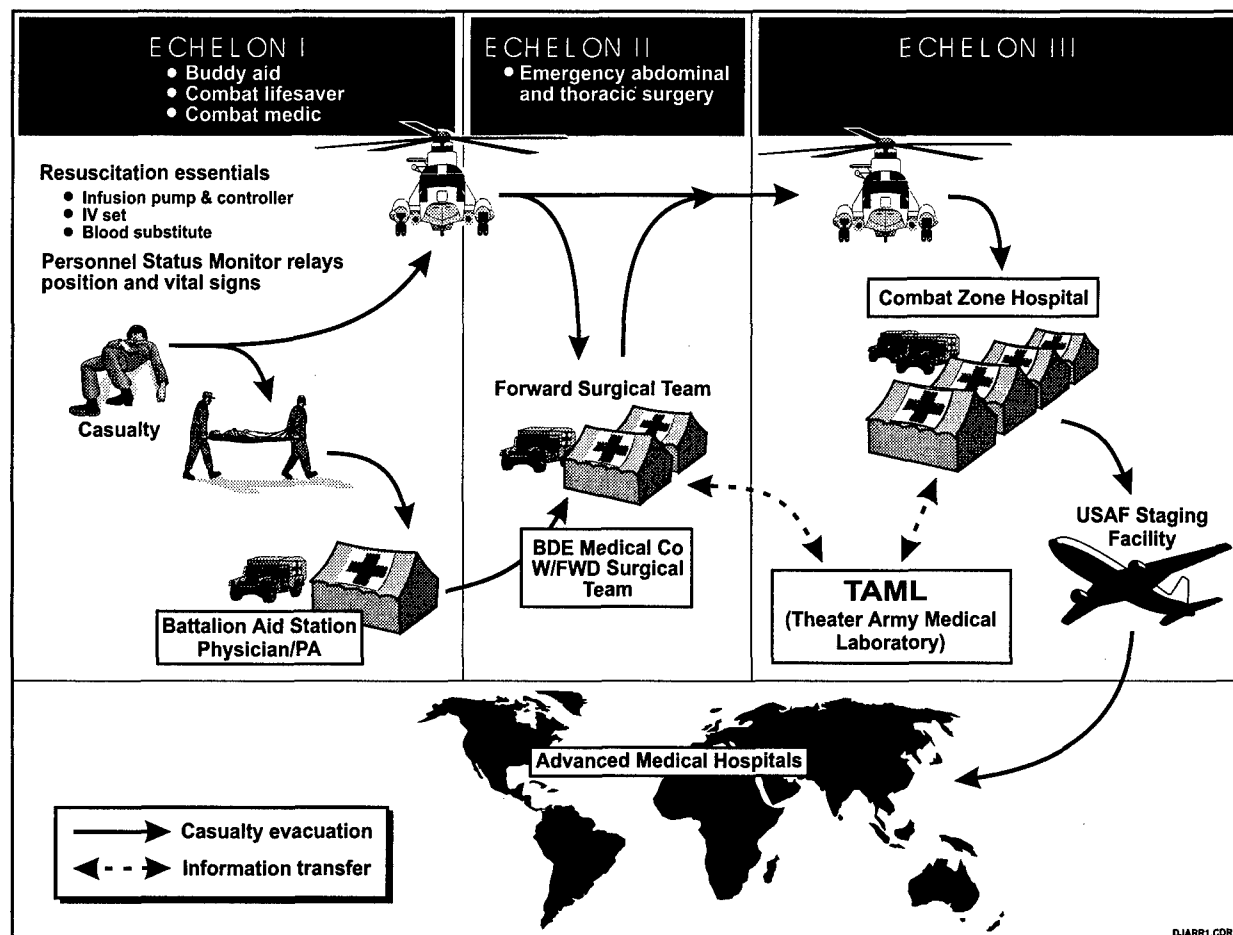 ECHELON I
• Buddy aid
• Combat lifesaver
• Combat medic
ECHELON II
• Emergency abdominal
and thoracic surgery
ECHELON III
Resuscitation essentials
• Infusion pump & controller
• IV set
• Blood substitute
Personnel Status Monitor relays
position and vital signs
Casualty
Battalion Aid Station
Physician/PA
Forward Surgical Team
BDE Medical Co
W/FWD Surgical
Team
Combat Zone Hospital
TAML
(Theater Army Medical
Laboratory)
USAF Staging
Facility
Advanced Medical Hospitals
Casualty evacuation
Information transfer
DJARR1.CDR